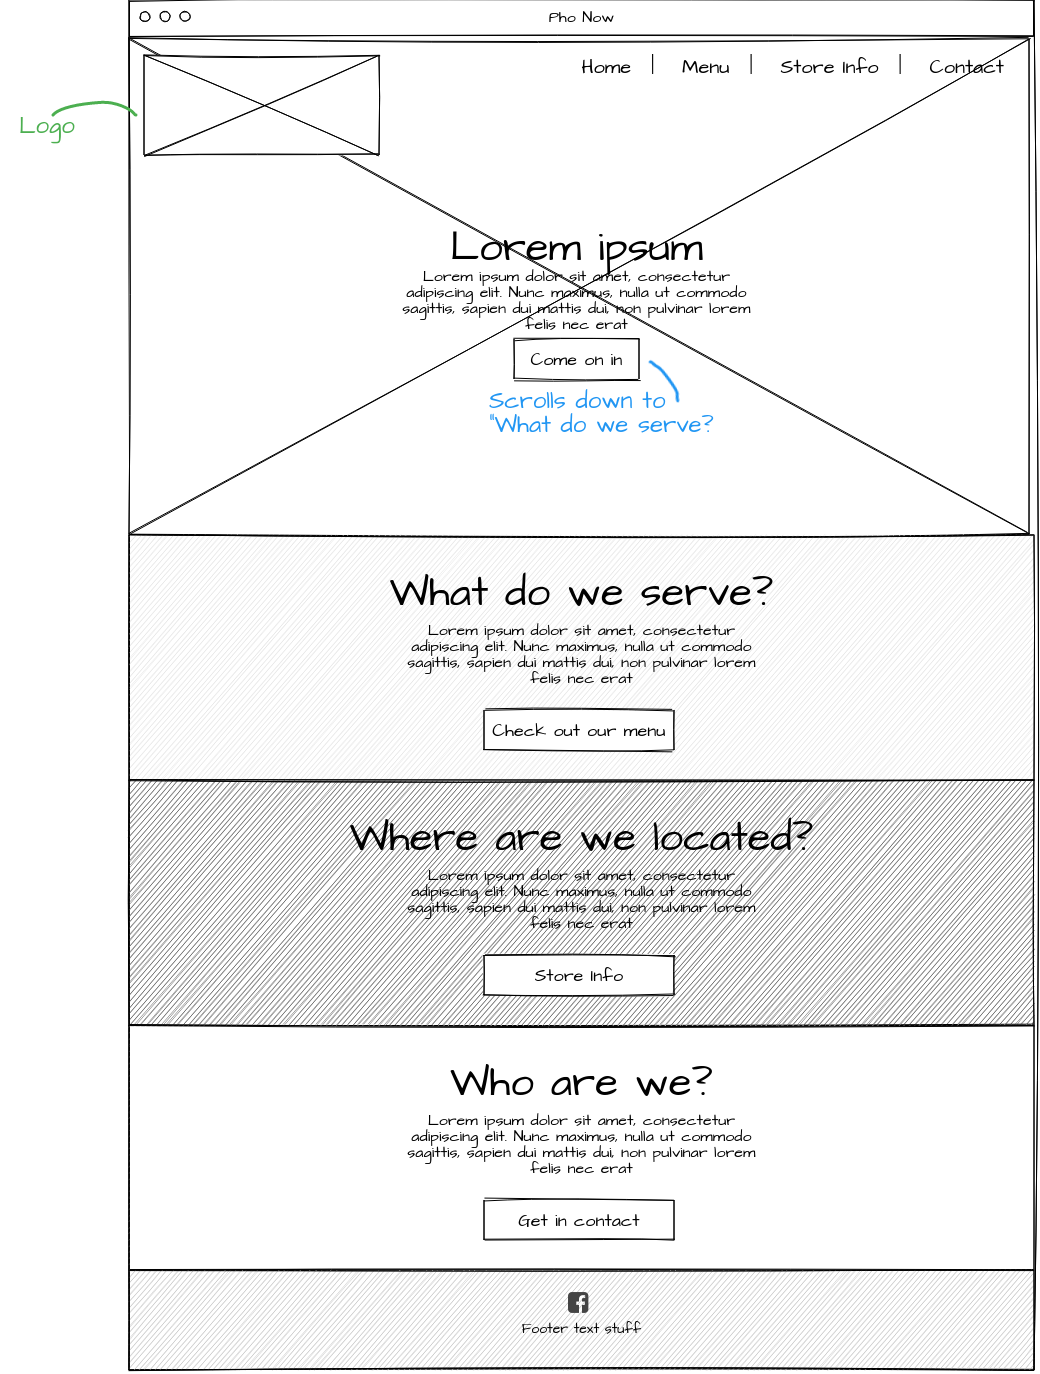 Pho Now
Home | Menu | Store Info | Contact
Logo
Lorem ipsum
Lorem ipsum dolor sit amet, consectetur
adipiscing elit. Nunc maximus, nulla ut commodo
sagittis, sapien dui mattis dui, non pulvinar lorem
felis nec erat
Come on in
Scrolls down to
"What do we serve?
What do we serve?
Lorem ipsum dolor sit amet, consectetur
adipiscing elit. Nunc maximus, nulla ut commodo
sagittis, sapien dui mattis dui, non pulvinar lorem
felis nec erat
Check out our menu
Where are we located?
Lorem ipsum dolor sit amet, consectetur
adipiscing elit. Nunc maximus, nulla ut commodo
sagittis, sapien dui mattis dui, non pulvinar lorem
felis nec erat
Store Info
Who are we?
Lorem ipsum dolor sit amet, consectetur
adipiscing elit. Nunc maximus, nulla ut commodo
sagittis, sapien dui mattis dui, non pulvinar lorem
felis nec erat
Get in contact
Footer text stuff